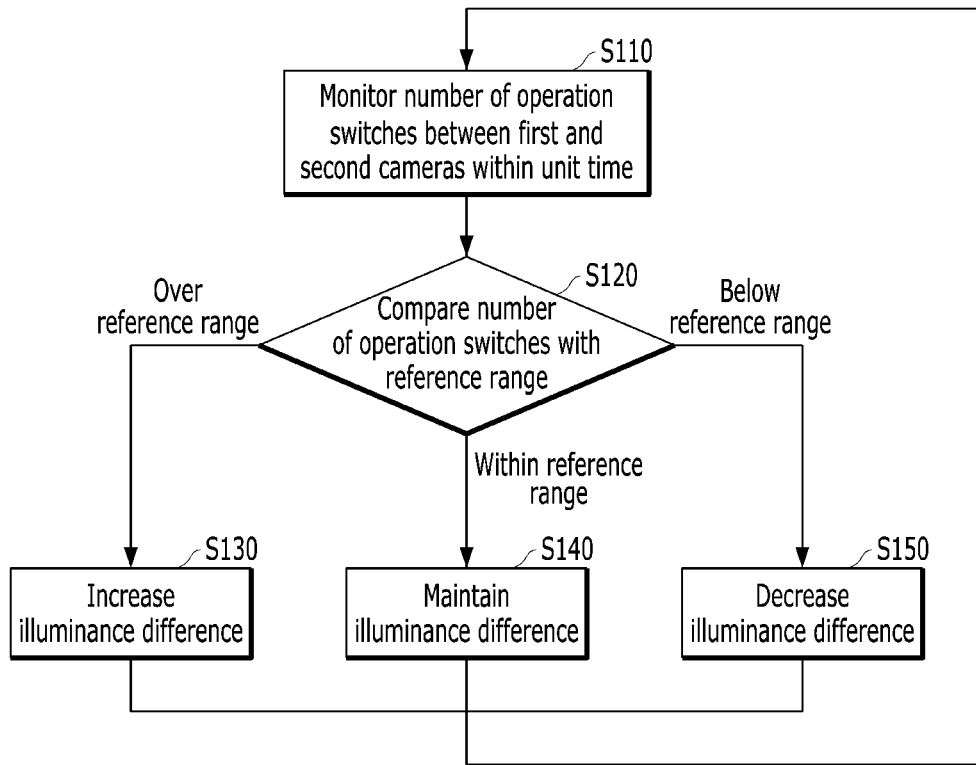 S110
Monitor number of operation
switches between first and
second cameras within unit time
S120
Over
reference range
Below
reference range
Compare number
of operation switches with
reference range
Within reference
range
S130
S140
S150
Increase
illuminance difference
Maintain
illuminance difference
Decrease
illuminance difference